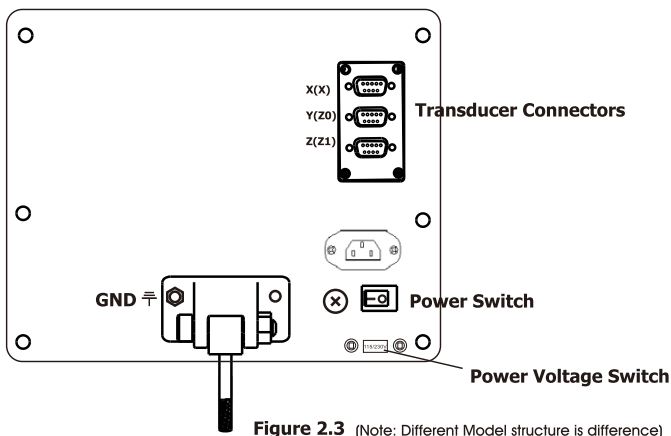 X(X)
Y(Z0)
Z(Z1)
Transducer Connectors
GND
Power Switch
115/230V
Power Voltage Switch
Figure 2.3 (Note: Different Model structure is difference)